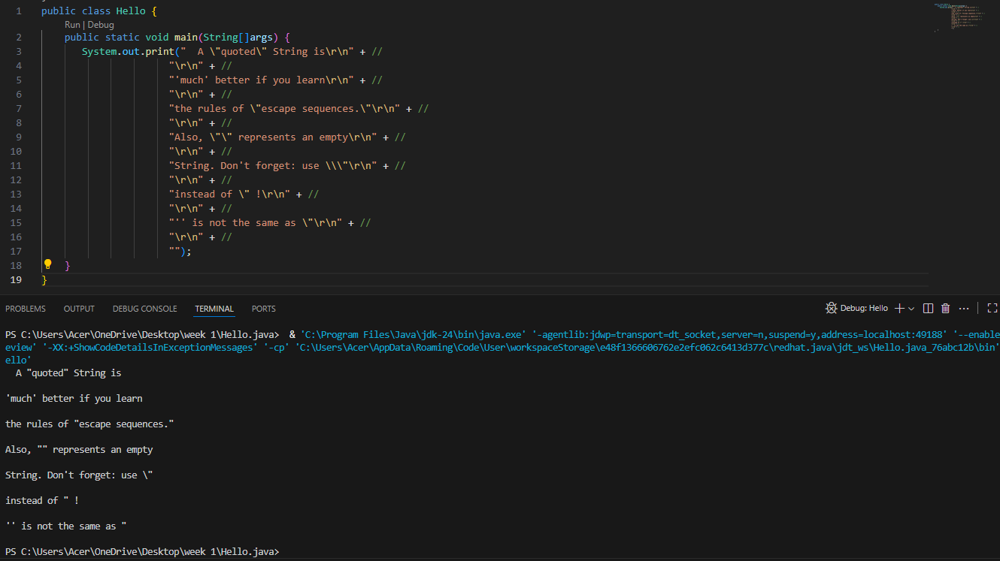 1 public class Hello {
Run | Debug
2 public static void main(String[]args) {
3 System.out.print("  A \"quoted\" String is\r\n" + //
4 "\r\n" + //
5 "'much' better if you learn\r\n" + //
6 "\r\n" + //
7 "the rules of \"escape sequences.\"\r\n" + //
8 "\r\n" + //
9 "Also, \"\" represents an empty\r\n" + //
10 "\r\n" + //
11 "String. Don't forget: use \\\"\r\n" + //
12 "\r\n" + //
13 "instead of \" !\r\n" + //
14 "\r\n" + //
15 "'' is not the same as \"\r\n" + //
16 "\r\n" + //
17 "");
18 }
19 }
PROBLEMS OUTPUT DEBUG CONSOLE TERMINAL PORTS Debug: Hello
PS C:\Users\Acer\OneDrive\Desktop\week 1\Hello.java>  & 'C:\Program Files\Java\jdk-24\bin\java.exe' '-agentlib:jdwp=transport=dt_socket,server=n,suspend=y,address=localhost:49188' '--enable
eview' '-XX:+ShowCodeDetailsInExceptionMessages' '-cp' 'C:\Users\Acer\AppData\Roaming\Code\User\workspaceStorage\e48f1366606762e2efc062c6413d377c\redhat.java\jdt_ws\Hello.java_76abc12b\bin'
ello'
  A "quoted" String is
'much' better if you learn
the rules of "escape sequences."
Also, "" represents an empty
String. Don't forget: use \"
instead of " !
'' is not the same as "
PS C:\Users\Acer\OneDrive\Desktop\week 1\Hello.java>